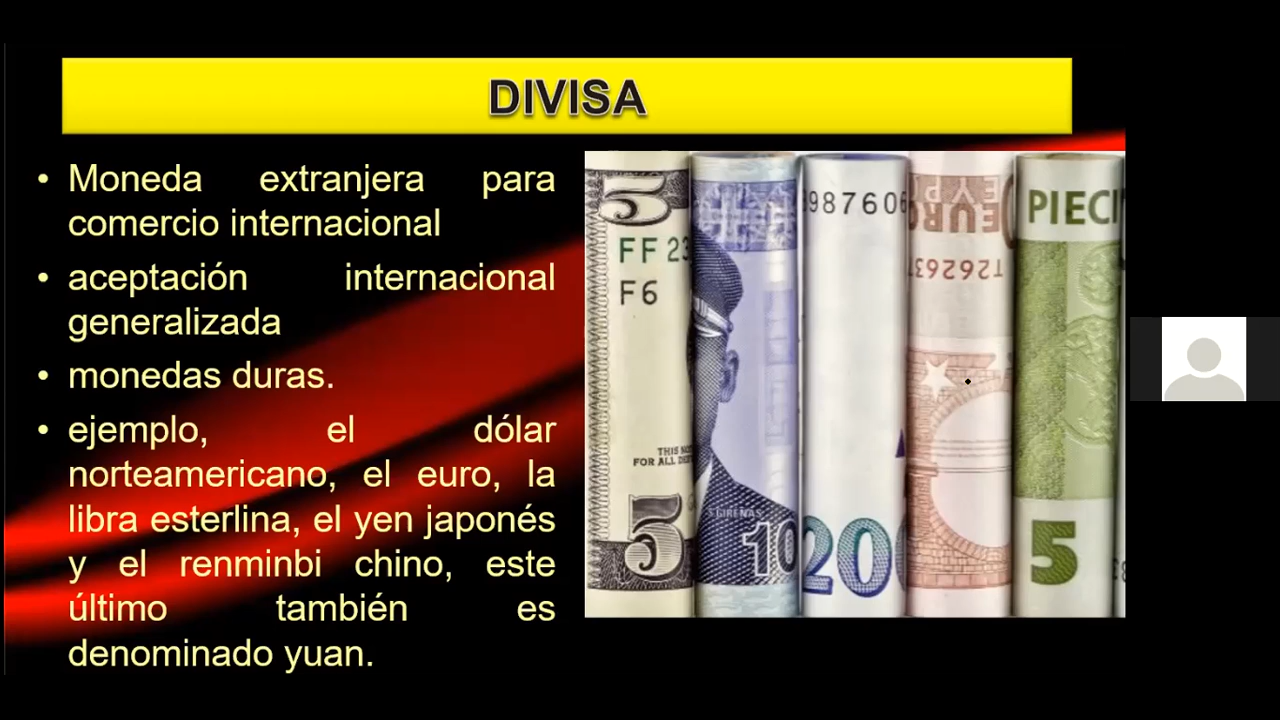 DIVISA
• Moneda extranjera para
comercio internacional
• aceptación internacional
generalizada
• monedas duras.
• ejemplo, el dólar
norteamericano, el euro, la
libra esterlina, el yen japonés
y el renminbi chino, este
último también es
denominado yuan.
5
FF 23
F6
THIS NO
FOR ALL DE
5
10
987606
20
EURO
T26263
PIECI
5